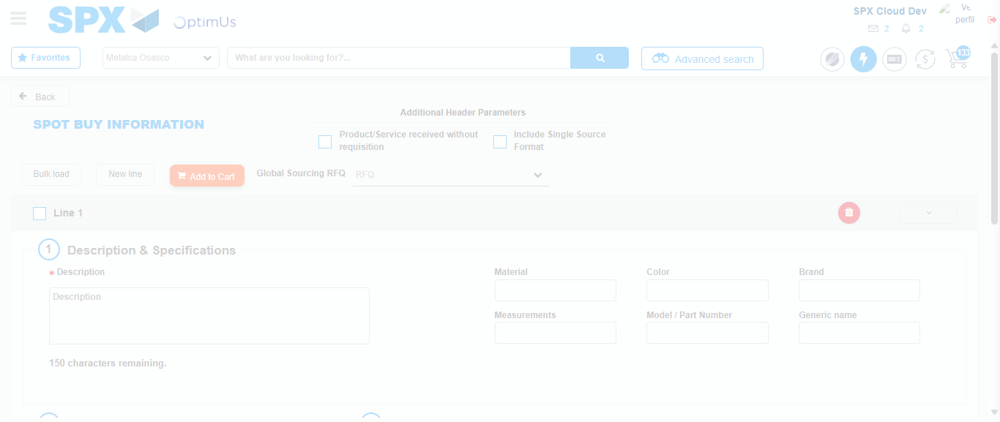 SPX
OptimUs
SPX Cloud Dev
Ve
perfil
2
2
Favorites
Metalsa Osasco
What are you looking for?...
Advanced search
$
133
Back
SPOT BUY INFORMATION
Additional Header Parameters
Product/Service received without
requisition
Include Single Source
Format
Bulk load
New line
Add to Cart
Global Sourcing RFQ
RFQ
Line 1
1
Description & Specifications
* Description
Description
150 characters remaining.
Material
Color
Brand
Measurements
Model / Part Number
Generic name